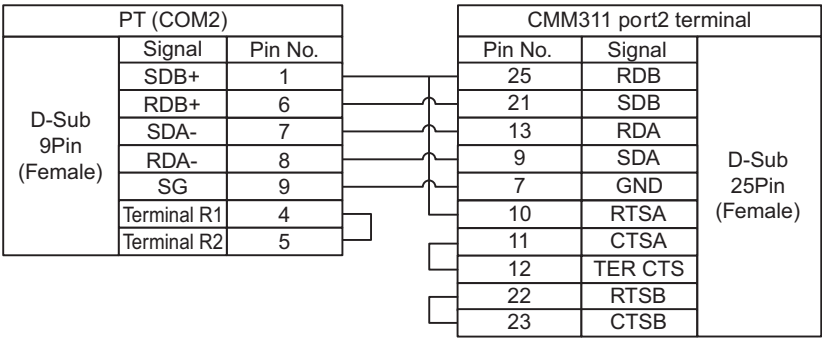 PT (COM2)
CMM311 port2 terminal
Signal Pin No.
Pin No. Signal
SDB+ 1
25 RDB
RDB+ 6
21 SDB
SDA- 7
13 RDA
RDA- 8
9 SDA
SG 9
7 GND
Terminal R1 4
10 RTSA
Terminal R2 5
11 CTSA
12 TER CTS
22 RTSB
23 CTSB
D-Sub
9Pin
(Female)
D-Sub
25Pin
(Female)